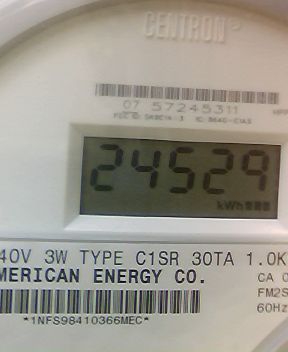 CENTRON®
07 57245311
24529
kWh
40V 3W TYPE C1SR 30TA 1.0K
MERICAN ENERGY CO.
CA 0
FM2S
60Hz
*1NFS98410366MEC*